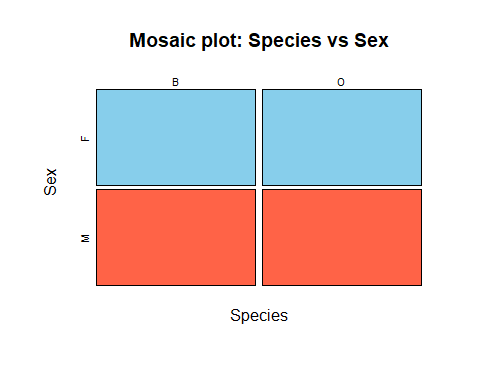 Mosaic plot: Species vs Sex
B O
F
Sex
M
Species